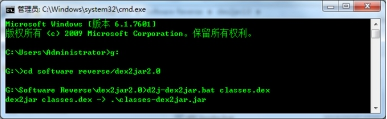 管理员: C:\Windows\system32\cmd.exe
Microsoft Windows [版本 6.1.7601]
版权所有 (c) 2009 Microsoft Corporation。保留所有权利。
C:\Users\Administrator>g:
G:\>cd software reverse/dex2jar2.0
G:\Software Reverse\dex2jar2.0>d2j-dex2jar.bat classes.dex
dex2jar classes.dex -> .\classes-dex2jar.jar